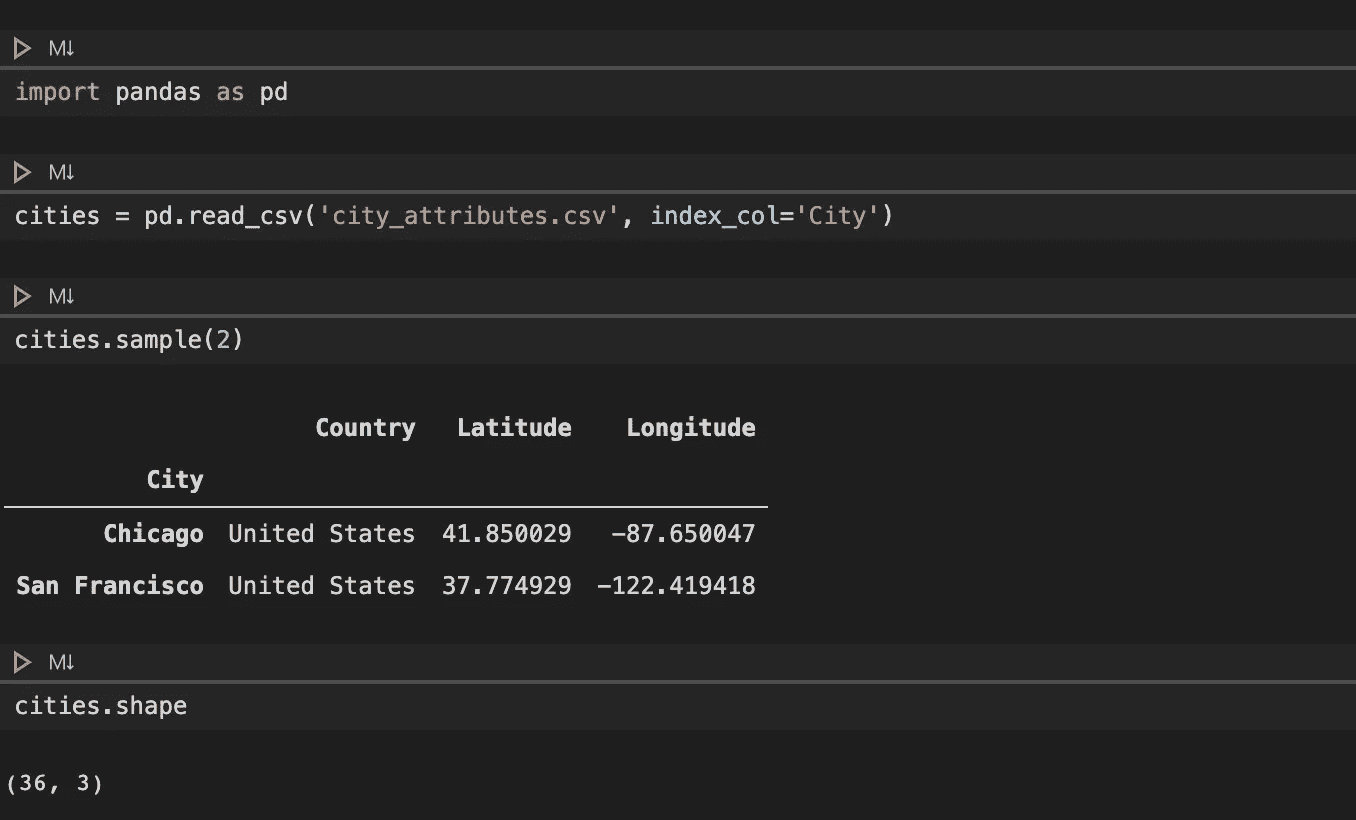 M↓
import pandas as pd
M↓
cities = pd.read_csv('city_attributes.csv', index_col='City')
M↓
cities.sample(2)
Country Latitude Longitude
City
Chicago United States 41.850029 −87.650047
San Francisco United States 37.774929 −122.419418
M↓
cities.shape
(36, 3)